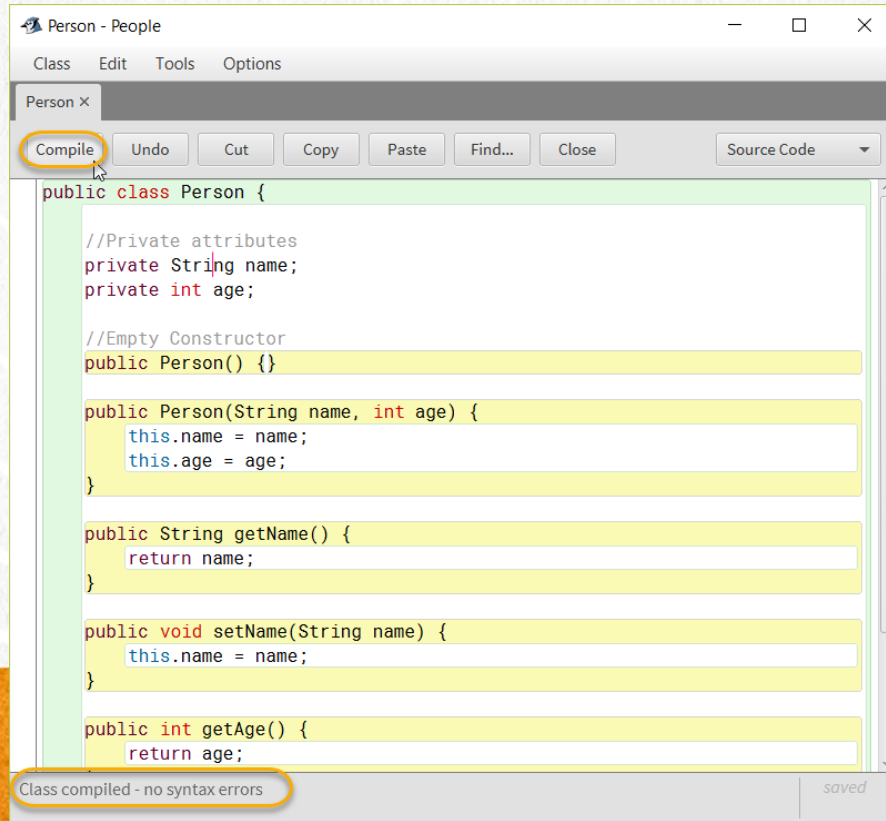 Person - People
Class Edit Tools Options
Person ×
Compile Undo Cut Copy Paste Find... Close Source Code
public class Person {
//Private attributes
private String name;
private int age;
//Empty Constructor
public Person() {}
public Person(String name, int age) {
this.name = name;
this.age = age;
}
public String getName() {
return name;
}
public void setName(String name) {
this.name = name;
}
public int getAge() {
return age;
Class compiled - no syntax errors saved